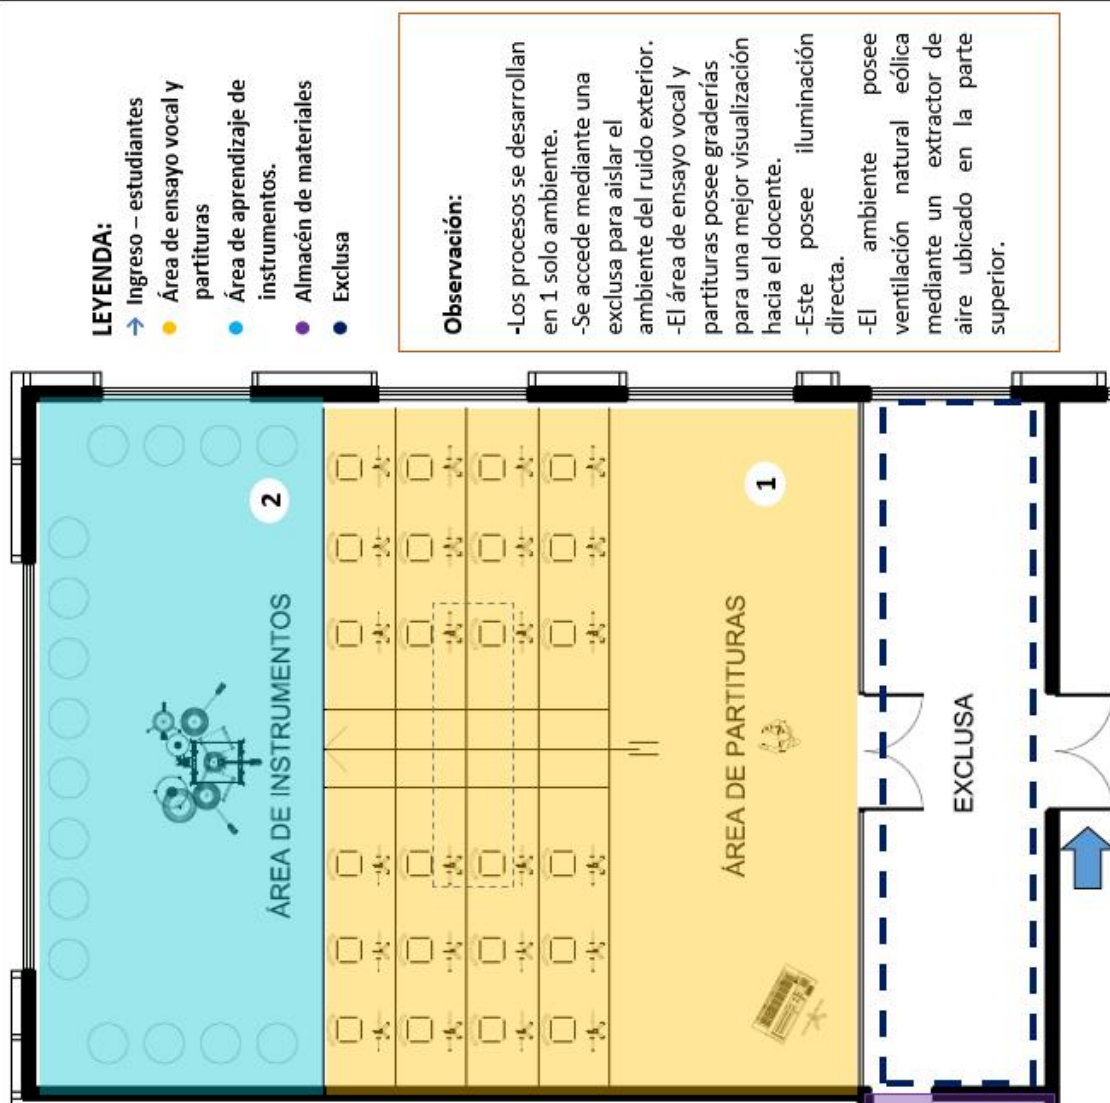 LEYENDA:
→ Ingreso – estudiantes
● Área de ensayo vocal y
partituras
● Área de aprendizaje de
instrumentos.
● Almacén de materiales
● Exclusa
Observación:
-Los procesos se desarrollan
en 1 solo ambiente.
-Se accede mediante una
exclusa para aislar el
ambiente del ruido exterior.
-El área de ensayo vocal y
partituras posee graderías
para una mejor visualización
hacia el docente.
-Este posee iluminación
directa.
-El ambiente posee
ventilación natural eólica
mediante un extractor de
aire ubicado en la parte
superior.
2
ÁREA DE INSTRUMENTOS
1
ÁREA DE PARTITURAS
EXCLUSA